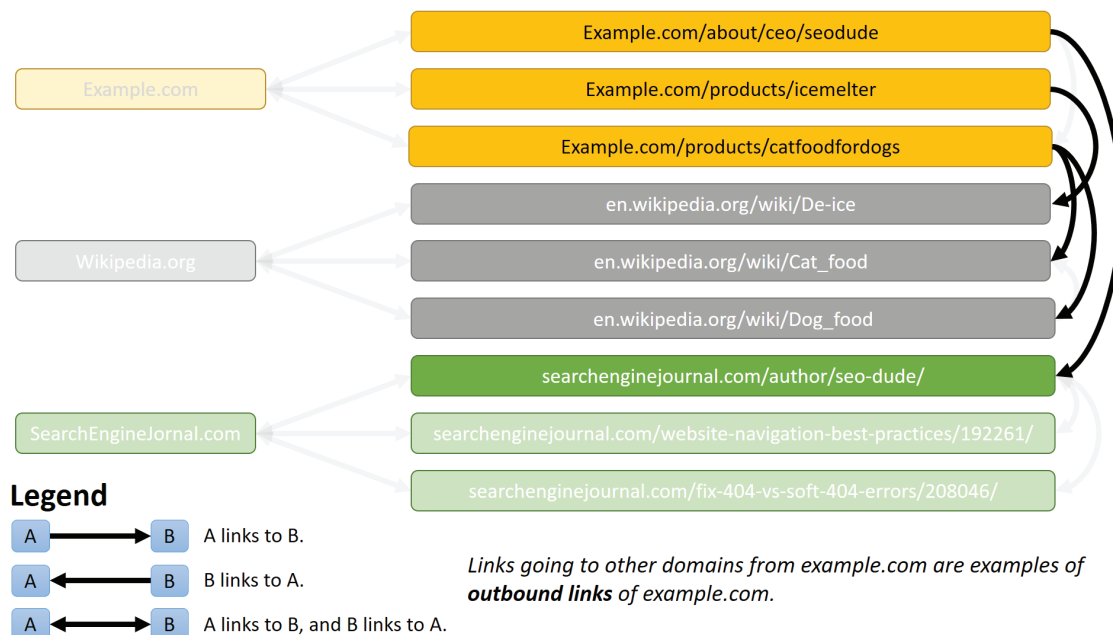 Example.com/about/ceo/seodude
Example.com
Example.com/products/icemelter
Example.com/products/catfoodfordogs
en.wikipedia.org/wiki/De-ice
Wikipedia.org
en.wikipedia.org/wiki/Cat_food
en.wikipedia.org/wiki/Dog_food
searchenginejournal.com/author/seo-dude/
SearchEngineJornal.com
searchenginejournal.com/website-navigation-best-practices/192261/
searchenginejournal.com/fix-404-vs-soft-404-errors/208046/
Legend
A B A links to B.
A B B links to A.
A B A links to B, and B links to A.
Links going to other domains from example.com are examples of
outbound links of example.com.